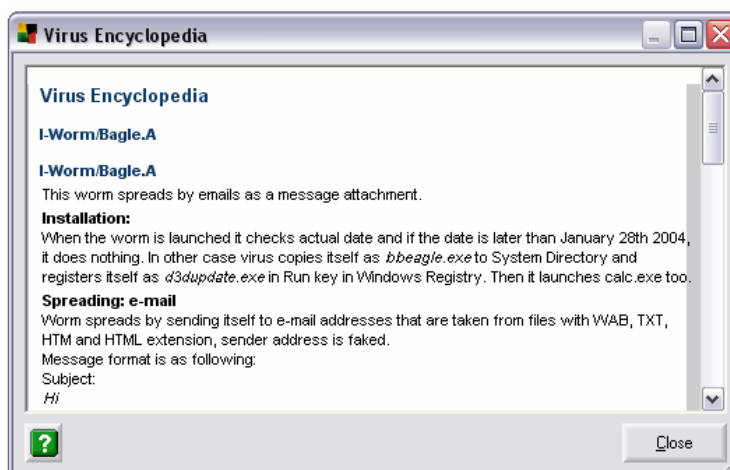 Virus Encyclopedia
Virus Encyclopedia
I-Worm/Bagle.A
I-Worm/Bagle.A
This worm spreads by emails as a message attachment.
Installation:
When the worm is launched it checks actual date and if the date is later than January 28th 2004,
it does nothing. In other case virus copies itself as bbeagle.exe to System Directory and
registers itself as d3dupdate.exe in Run key in Windows Registry. Then it launches calc.exe too.
Spreading: e-mail
Worm spreads by sending itself to e-mail addresses that are taken from files with WAB, TXT,
HTM and HTML extension, sender address is faked.
Message format is as following:
Subject:
Hi
?
Close